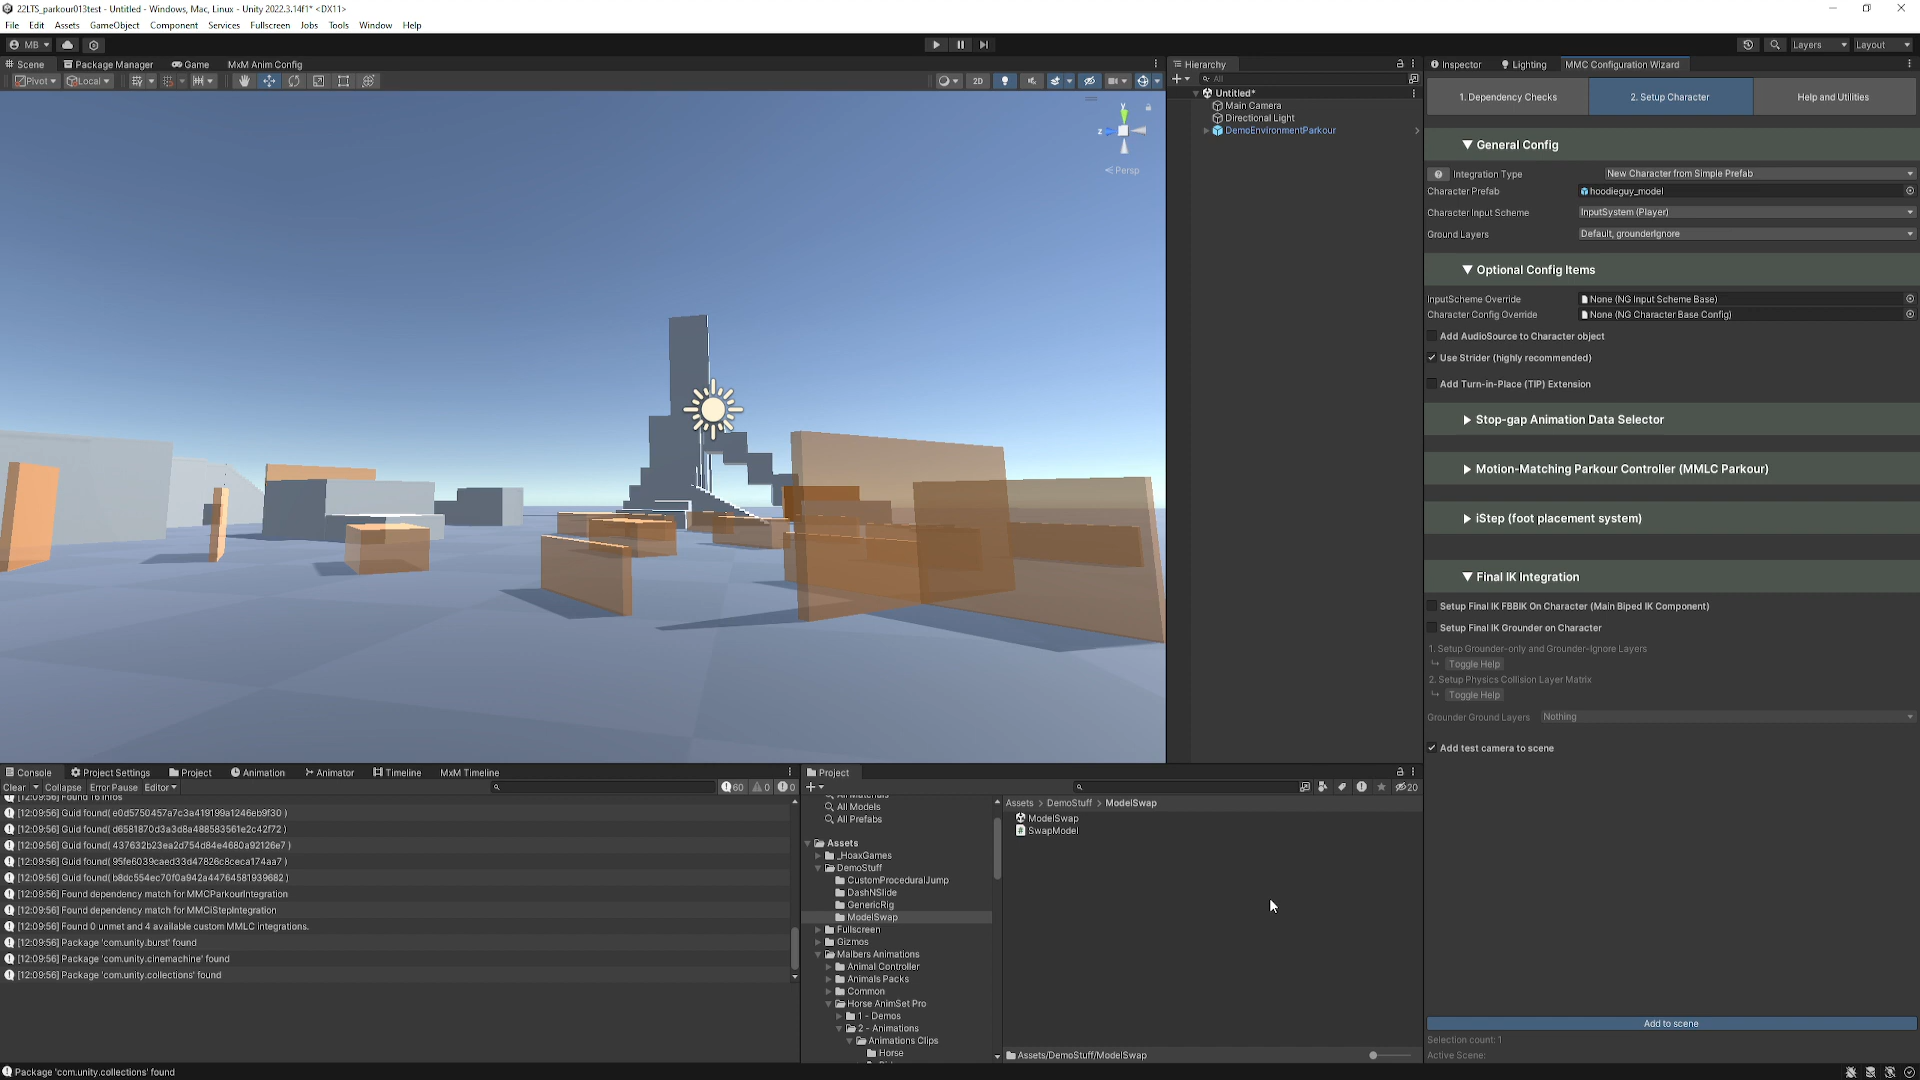 22LTS_parkour013test - Untitled - Windows, Mac, Linux - Unity 2022.3.14f1* <DX11>
File Edit Assets GameObject Component Services Fullscreen Jobs Tools Window Help
MB
Layers Layout
Scene Package Manager Game MxM Anim Config
Pivot Local 2D
y
z
Persp
Hierarchy
All
Untitled*
Main Camera
Directional Light
DemoEnvironmentParkour
Inspector Lighting MMC Configuration Wizard
1. Dependency Checks 2. Setup Character Help and Utilities
General Config
Integration Type New Character from Simple Prefab
Character Prefab hoodieguy_model
Character Input Scheme InputSystem (Player)
Ground Layers Default, grounderIgnore
Optional Config Items
InputScheme Override None (NG Input Scheme Base)
Character Config Override None (NG Character Base Config)
Add AudioSource to Character object
Use Strider (highly recommended)
Add Turn-in-Place (TIP) Extension
Stop-gap Animation Data Selector
Motion-Matching Parkour Controller (MMLC Parkour)
iStep (foot placement system)
Final IK Integration
Setup Final IK FBBIK On Character (Main Biped IK Component)
Setup Final IK Grounder on Character
1. Setup Grounder-only and Grounder-Ignore Layers
Toggle Help
2. Setup Physics Collision Layer Matrix
Toggle Help
Grounder Ground Layers Nothing
Add test camera to scene
Add to scene
Selection count: 1
Active Scene:
Console Project Settings Project Animation Animator Timeline MxM Timeline
Clear Collapse Error Pause Editor 60 0 0
[12:09:56] Found 16 infos
[12:09:56] Guid found( e0d5750457a7c3a419199a1246eb9f30 )
[12:09:56] Guid found( d6581870d3a3d8a488583561e2c42f72 )
[12:09:56] Guid found( 437632b23ea2d754d84e4680a92126e7 )
[12:09:56] Guid found( 95fe6039caed33d47826c8ceca174aa7 )
[12:09:56] Guid found( b8dc554ec70f0a942a44764581939682 )
[12:09:56] Found dependency match for MMCParkourIntegration
[12:09:56] Found dependency match for MMCiStepIntegration
[12:09:56] Found 0 unmet and 4 available custom MMLC integrations.
[12:09:56] Package 'com.unity.burst' found
[12:09:56] Package 'com.unity.cinemachine' found
[12:09:56] Package 'com.unity.collections' found
Project
20
All Materials
All Models
All Prefabs
Assets
_HoaxGames
DemoStuff
CustomProceduralJump
DashNSlide
GenericRig
ModelSwap
Fullscreen
Gizmos
Malbers Animations
Animal Controller
Animals Packs
Common
Horse AnimSet Pro
1 - Demos
2 - Animations
Animations Clips
Horse
Assets > DemoStuff > ModelSwap
ModelSwap
SwapModel
Assets/DemoStuff/ModelSwap
Package 'com.unity.collections' found